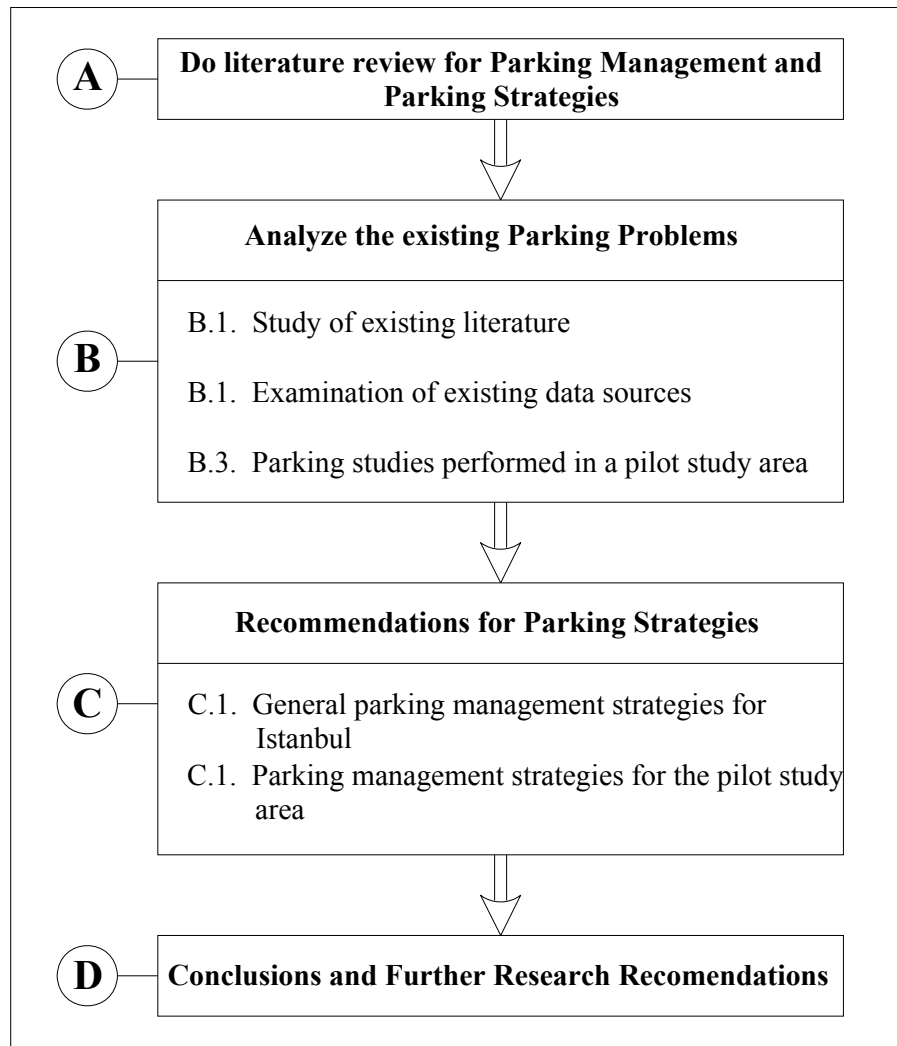 A
Do literature review for Parking Management and
Parking Strategies
Analyze the existing Parking Problems
B
B.1. Study of existing literature
B.1. Examination of existing data sources
B.3. Parking studies performed in a pilot study area
Recommendations for Parking Strategies
C
C.1. General parking management strategies for
Istanbul
C.1. Parking management strategies for the pilot study
area
D
Conclusions and Further Research Recomendations